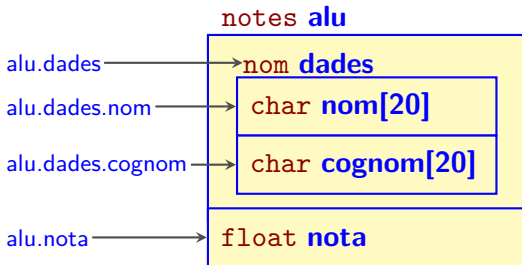 notes alu
alu.dades nom dades
alu.dades.nom char nom[20]
alu.dades.cognom char cognom[20]
alu.nota float nota